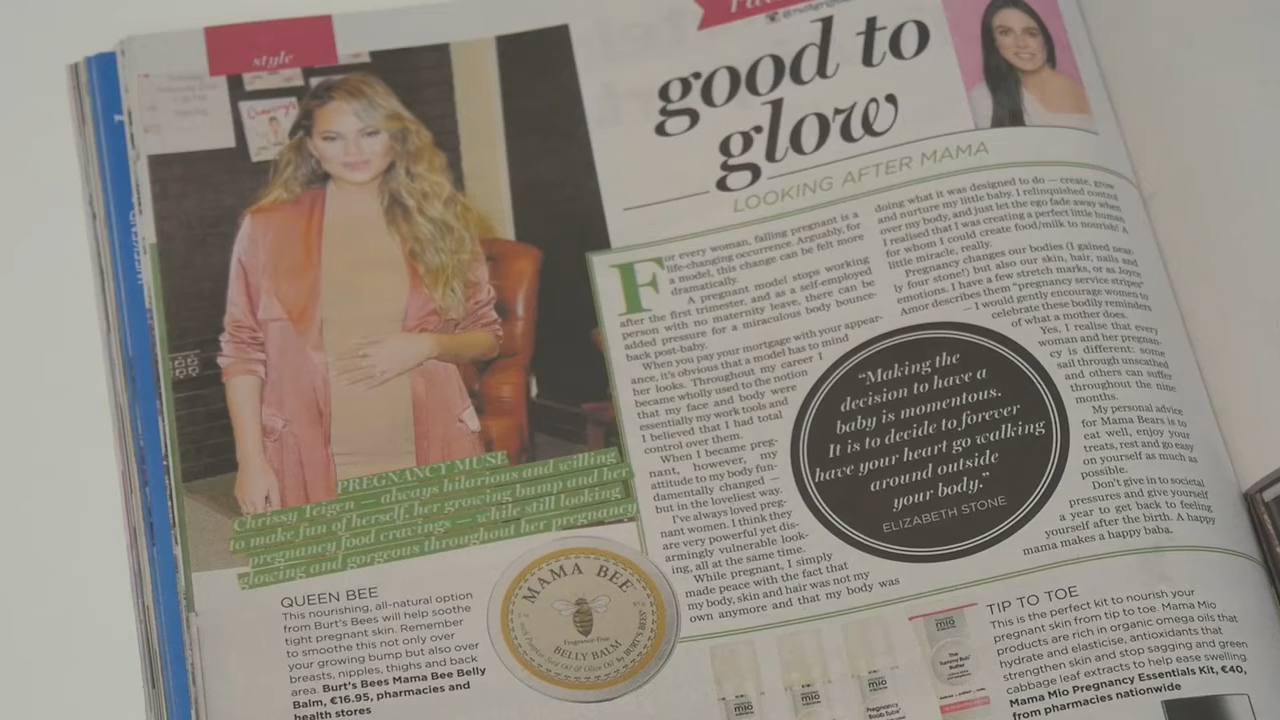 style
Cravings
good to
glow
LOOKING AFTER MAMA
For every woman, falling pregnant is a
life-changing occurrence. Arguably, for
a model, this change can be felt more
dramatically.
A pregnant model stops working
after the first trimester, and as a self-employed
person with no maternity leave, there can be
added pressure for a miraculous body bounce-
back post-baby.
When you pay your mortgage with your appear-
ance, it's obvious that a model has to mind
her looks. Throughout my career I
became wholly used to the notion
that my face and body were
essentially my work tools and
I believed that I had total
control over them.
When I became preg-
nant, however, my
attitude to my body fun-
damentally changed —
but in the loveliest way.
I've always loved preg-
nant women. I think they
are very powerful yet dis-
armingly vulnerable look-
ing, all at the same time.
While pregnant, I simply
made peace with the fact that
my body, skin and hair was not my
own anymore and that my body was
doing what it was designed to do — create, grow
and nurture my little baby. I relinquished control
over my body, and just let the ego fade away when
I realised that I was creating a perfect little human
for whom I could create food/milk to nourish! A
little miracle, really.
Pregnancy changes our bodies (I gained near-
ly four stone!) but also our skin, hair, nails and
emotions. I have a few stretch marks, or as Joyce
Amor describes them "pregnancy service stripes"
— I would gently encourage women to
celebrate these bodily reminders
of what a mother does.
Yes, I realise that every
woman and her pregnan-
cy is different: some
sail through unscathed
and others can suffer
throughout the nine
months.
My personal advice
for Mama Bears is to
eat well, enjoy your
treats, rest and go easy
on yourself as much as
possible.
Don't give in to societal
pressures and give yourself
a year to get back to feeling
yourself after the birth. A happy
mama makes a happy baba.
"Making the
decision to have a
baby is momentous.
It is to decide to forever
have your heart go walking
around outside
your body."
ELIZABETH STONE
PREGNANCY MUSE
Chrissy Teigen — always hilarious and willing
to make fun of herself, her growing bump and her
pregnancy food cravings — while still looking
glowing and gorgeous throughout her pregnancy
QUEEN BEE
This nourishing, all-natural option
from Burt's Bees will help soothe
tight pregnant skin. Remember
to smoothe this not only over
your growing bump but also over
breasts, nipples, thighs and back
area. Burt's Bees Mama Bee Belly
Balm, €16.95, pharmacies and
health stores
MAMA BEE
Fragrance-Free
BELLY BALM
by BURT'S BEES
mio
mio
mio
Pregnancy
Boob Tube
mio
The
Tummy Rub
Butter
TIP TO TOE
This is the perfect kit to nourish your
pregnant skin from tip to toe. Mama Mio
products are rich in organic omega oils that
hydrate and elasticise, antioxidants that
strengthen skin and stop sagging and green
cabbage leaf extracts to help ease swelling.
Mama Mio Pregnancy Essentials Kit, €40,
from pharmacies nationwide